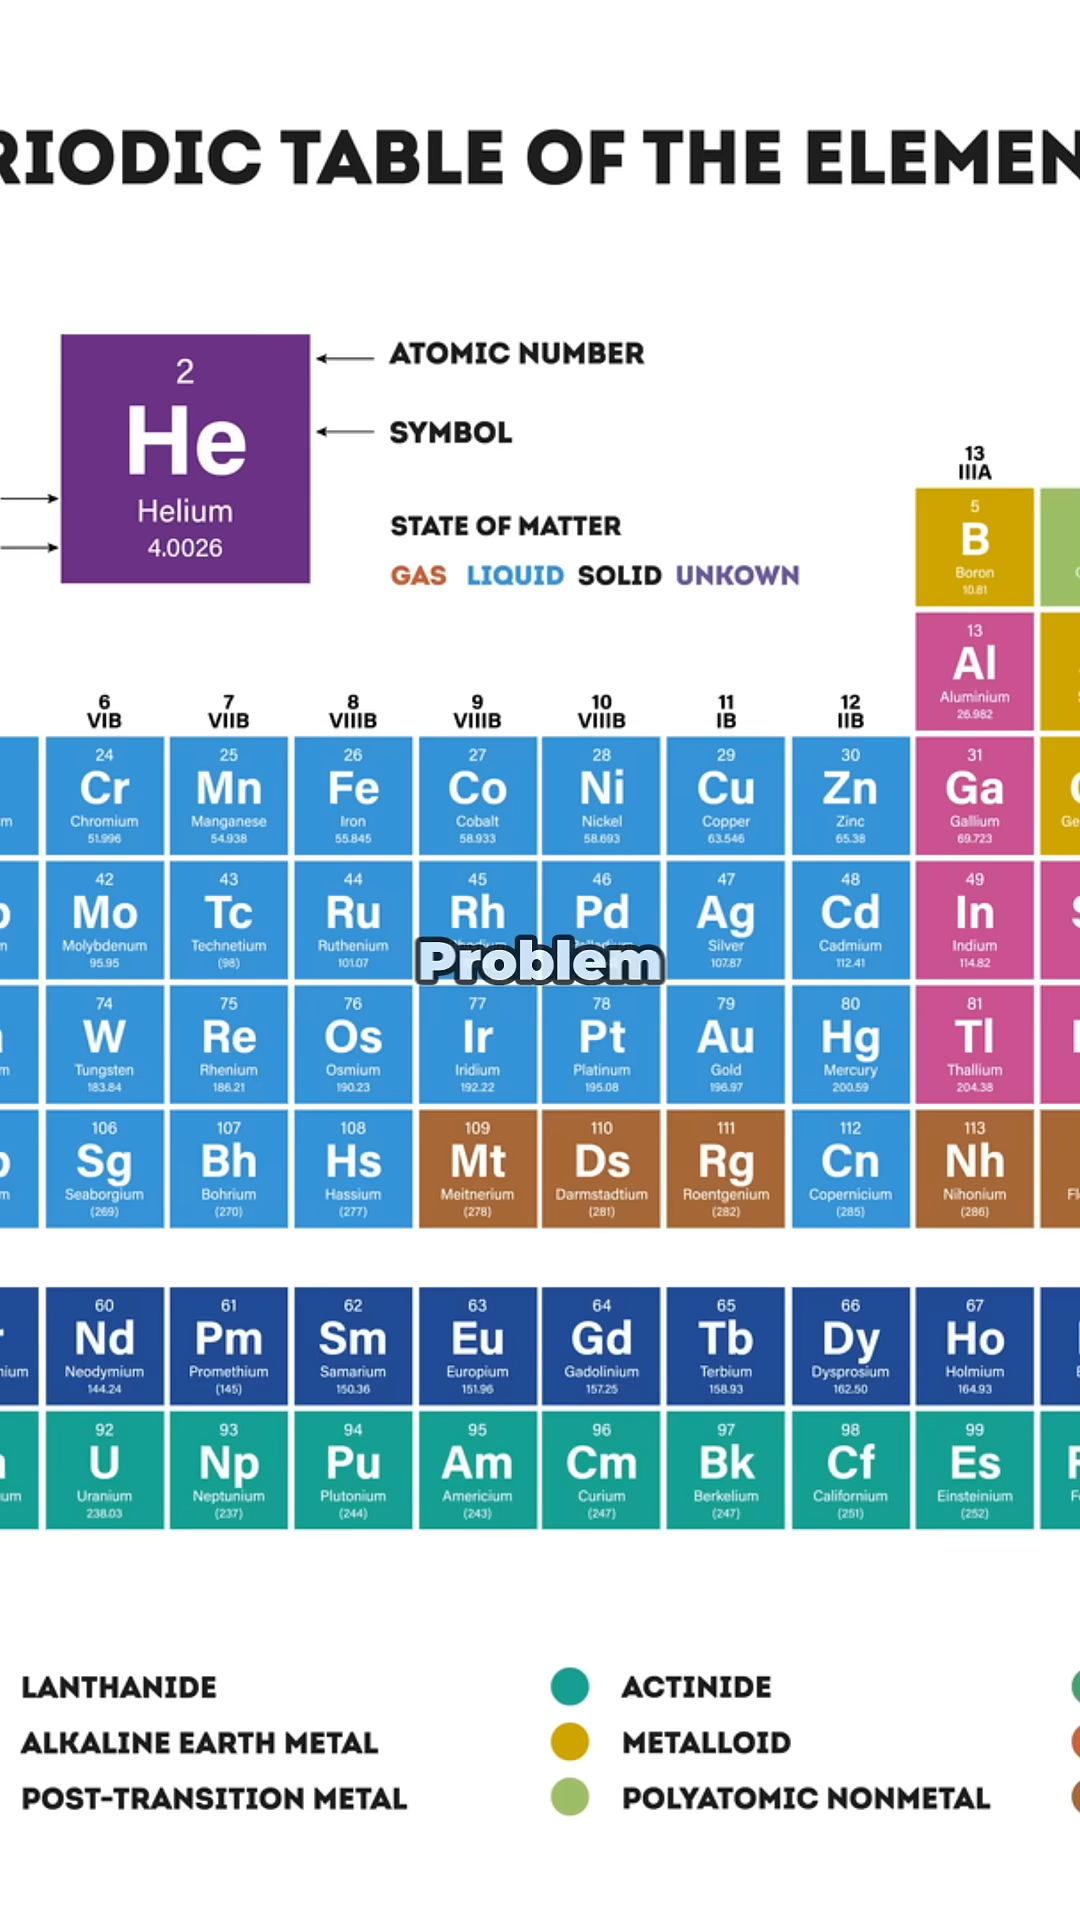 RIODIC TABLE OF THE ELEMEN
2
He
Helium
4.0026
ATOMIC NUMBER
SYMBOL
STATE OF MATTER
GAS LIQUID SOLID UNKOWN
13
IIIA
5
B
Boron
10.81
13
Al
Aluminium
26.982
6 7 8 9 10 11 12
VIB VIIB VIIIB VIIIB VIIIB IB IIB
24 25 26 27 28 29 30 31
Cr Mn Fe Co Ni Cu Zn Ga
m Chromium Manganese Iron Cobalt Nickel Copper Zinc Gallium Ge
51.996 54.938 55.845 58.933 58.693 63.546 65.38 69.723
42 43 44 45 46 47 48 49
Mo Tc Ru Rh Pd Ag Cd In
m Molybdenum Technetium Ruthenium Silver Cadmium Indium
95.95 (98) 101.07 107.87 112.41 114.82
Problem
74 75 76 77 78 79 80 81
W Re Os Ir Pt Au Hg Tl
m Tungsten Rhenium Osmium Iridium Platinum Gold Mercury Thallium
183.84 186.21 190.23 192.22 195.08 196.97 200.59 204.38
106 107 108 109 110 111 112 113
Sg Bh Hs Mt Ds Rg Cn Nh
m Seaborgium Bohrium Hassium Meitnerium Darmstadtium Roentgenium Copernicium Nihonium Fl
(269) (270) (277) (278) (281) (282) (285) (286)
60 61 62 63 64 65 66 67
Nd Pm Sm Eu Gd Tb Dy Ho
nium Neodymium Promethium Samarium Europium Gadolinium Terbium Dysprosium Holmium
144.24 (145) 150.36 151.96 157.25 158.93 162.50 164.93
92 93 94 95 96 97 98 99
U Np Pu Am Cm Bk Cf Es
um Uranium Neptunium Plutonium Americium Curium Berkelium Californium Einsteinium
238.03 (237) (244) (243) (247) (247) (251) (252)
LANTHANIDE ACTINIDE
ALKALINE EARTH METAL METALLOID
POST-TRANSITION METAL POLYATOMIC NONMETAL